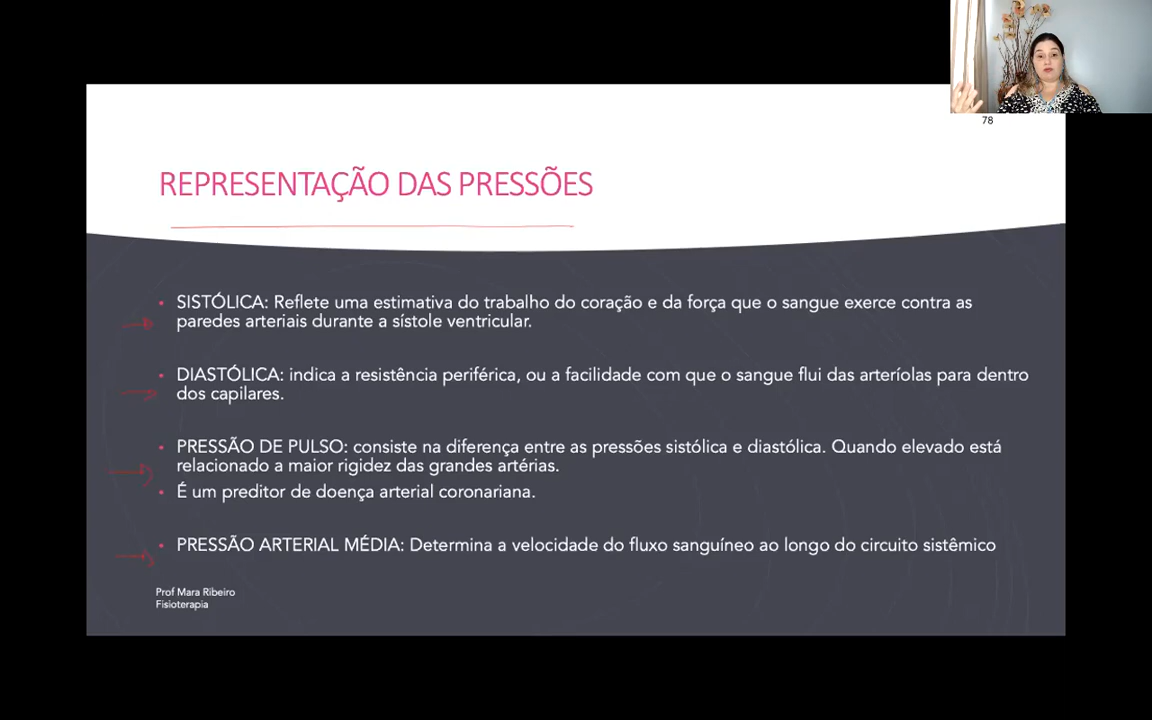 78
REPRESENTAÇÃO DAS PRESSÕES
• SISTÓLICA: Reflete uma estimativa do trabalho do coração e da força que o sangue exerce contra as
paredes arteriais durante a sístole ventricular.
• DIASTÓLICA: indica a resistência periférica, ou a facilidade com que o sangue flui das arteríolas para dentro
dos capilares.
• PRESSÃO DE PULSO: consiste na diferença entre as pressões sistólica e diastólica. Quando elevado está
relacionado a maior rigidez das grandes artérias.
• É um preditor de doença arterial coronariana.
• PRESSÃO ARTERIAL MÉDIA: Determina a velocidade do fluxo sanguíneo ao longo do circuito sistêmico
Prof Mara Ribeiro
Fisioterapia